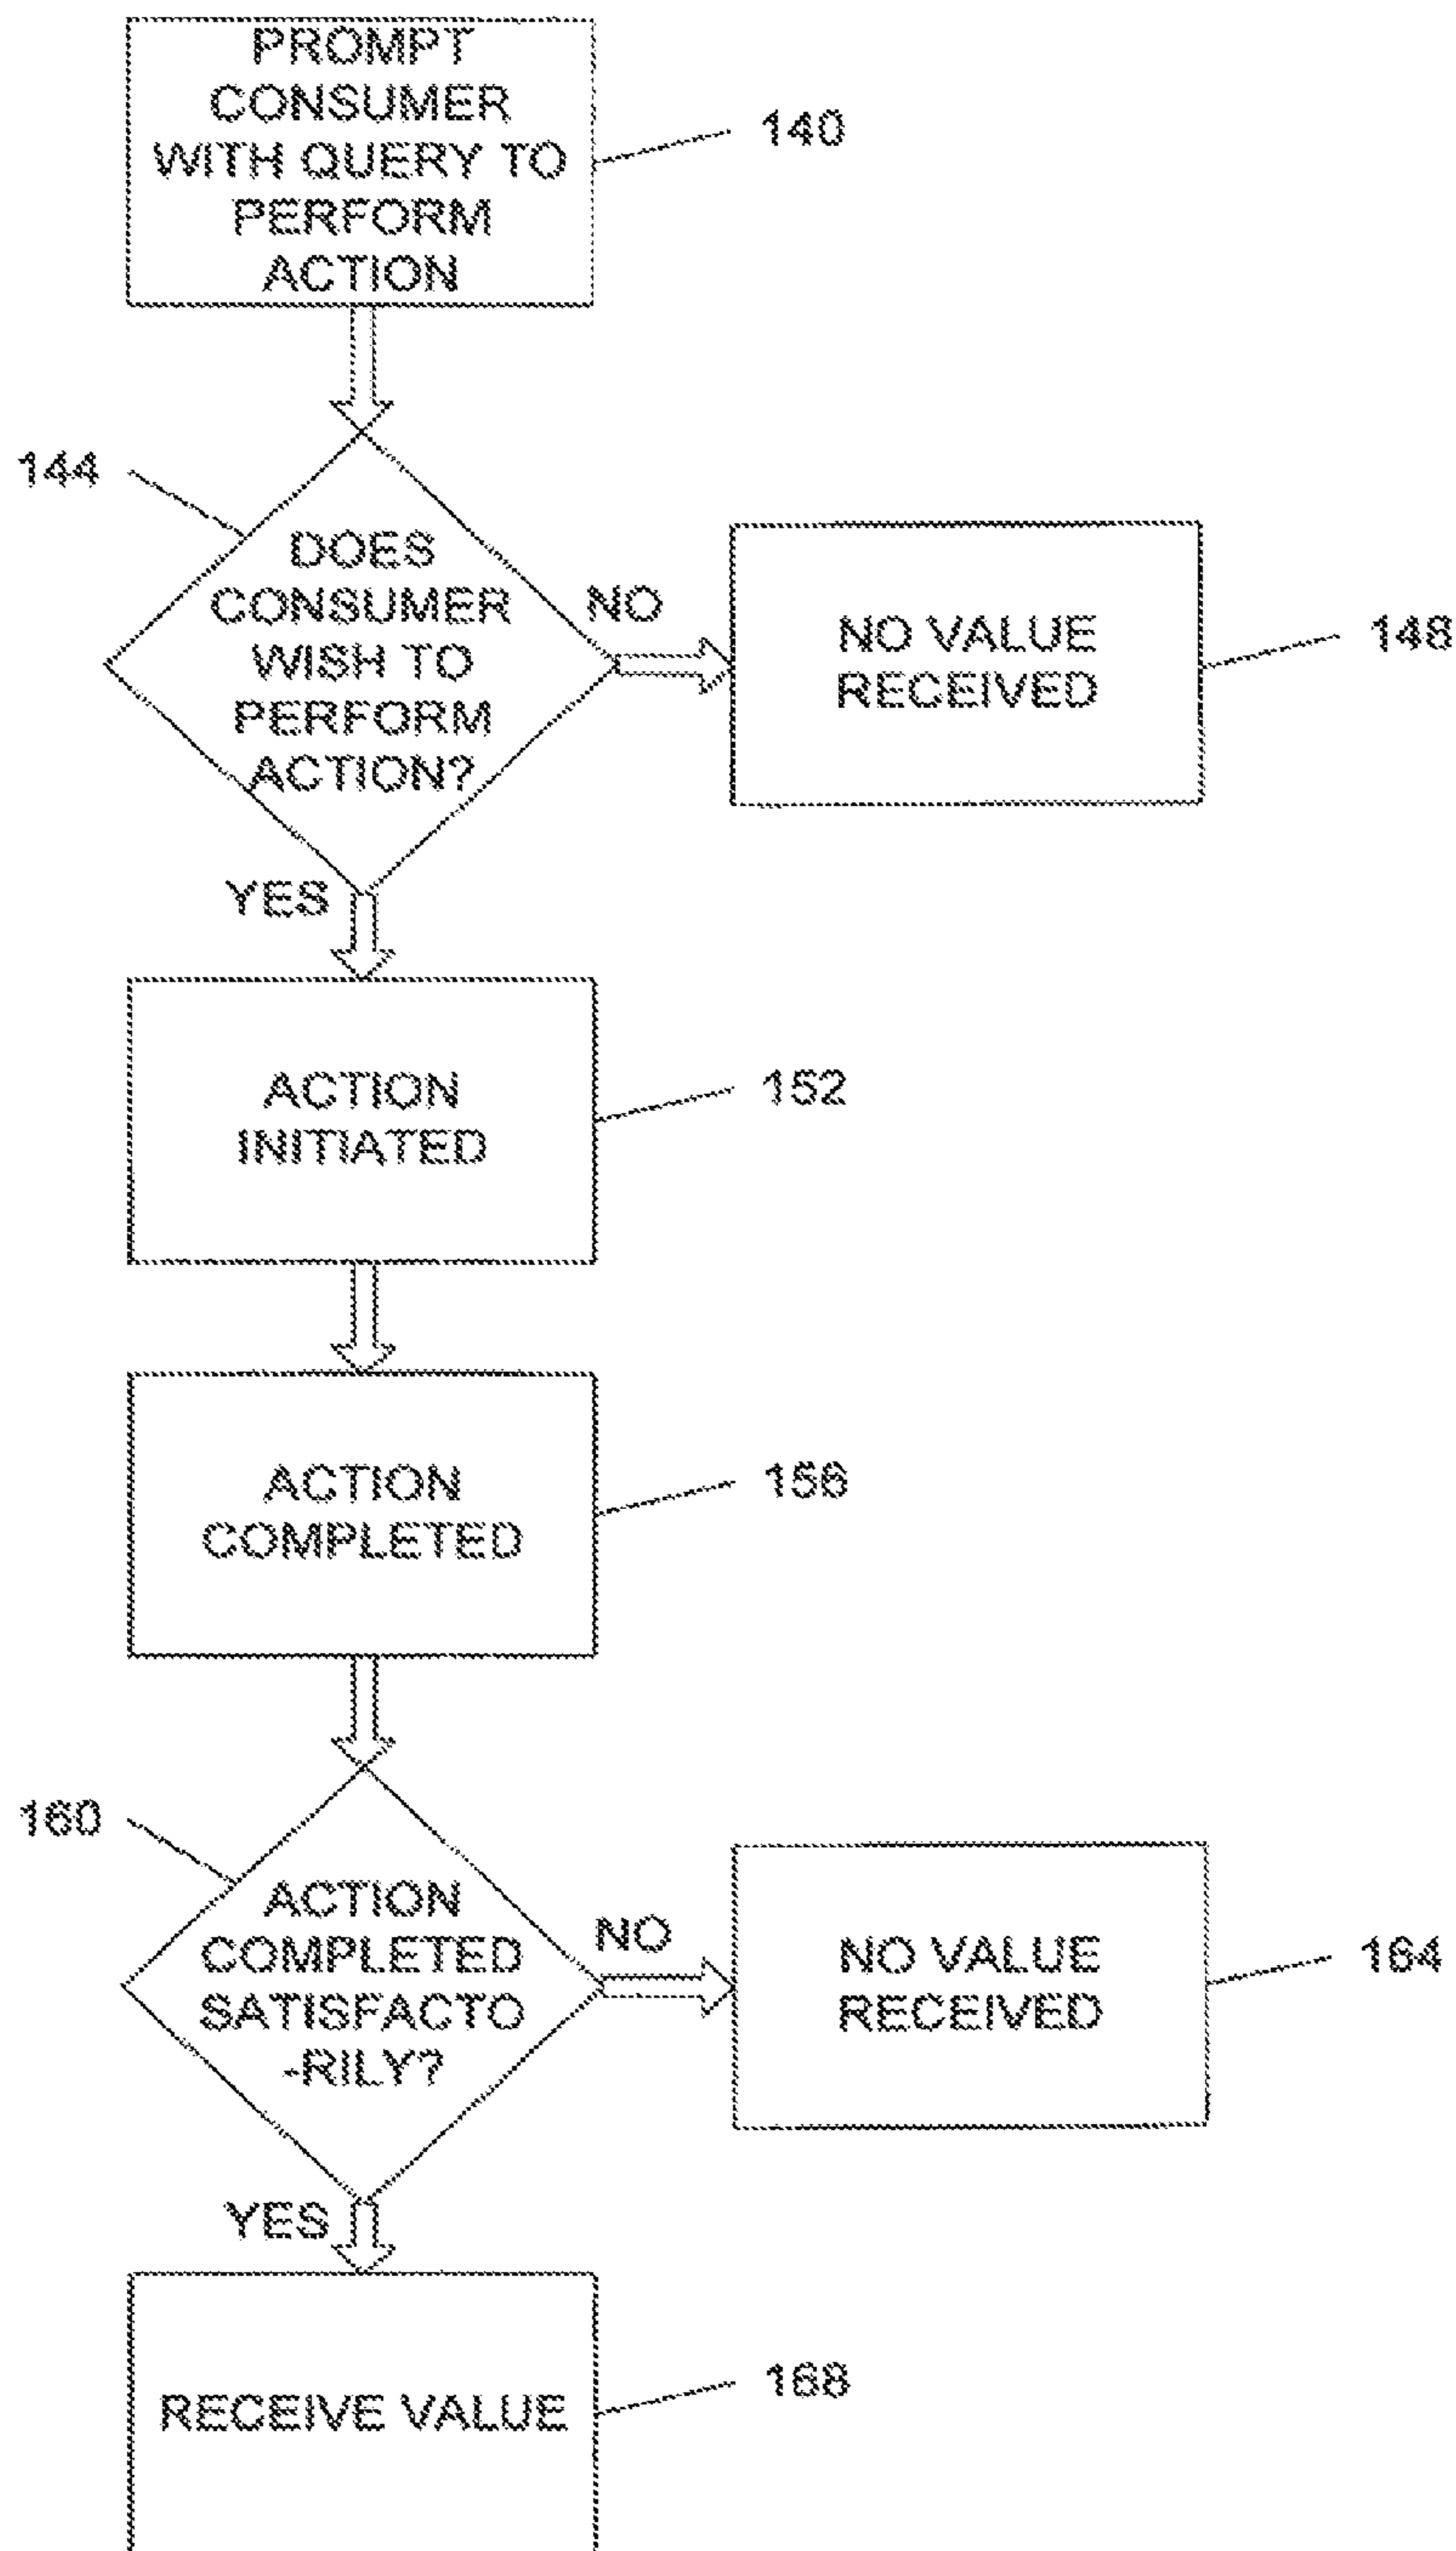 PROMPT
CONSUMER
WITH QUERY TO
PERFORM
ACTION
140
144
DOES
CONSUMER
WISH TO
PERFORM
ACTION?
NO
NO VALUE
RECEIVED
148
YES
ACTION
INITIATED
152
ACTION
COMPLETED
156
160
ACTION
COMPLETED
SATISFACTO
-RILY?
NO
NO VALUE
RECEIVED
164
YES
RECEIVE VALUE
168